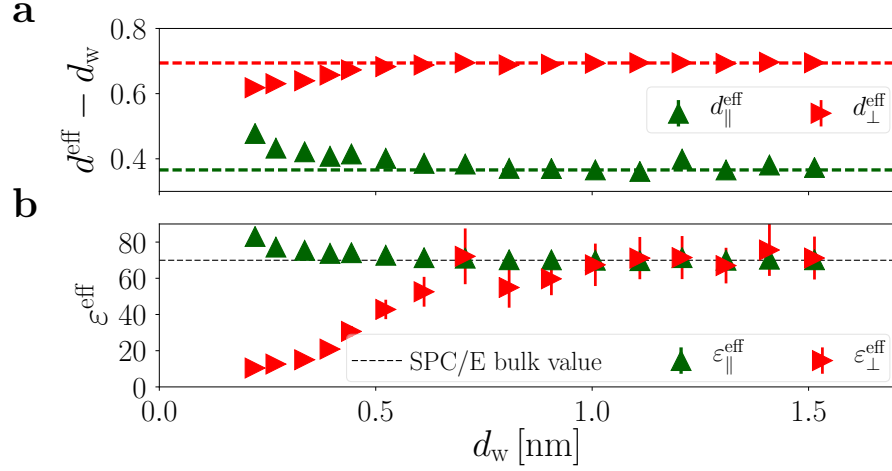 a
0.8
0.6
0.4
d^eff − d_w
d_∥^eff d_⊥^eff
b
80
60
40
20
0
ε^eff
SPC/E bulk value ε_∥^eff ε_⊥^eff
0.0 0.5 1.0 1.5
d_w [nm]